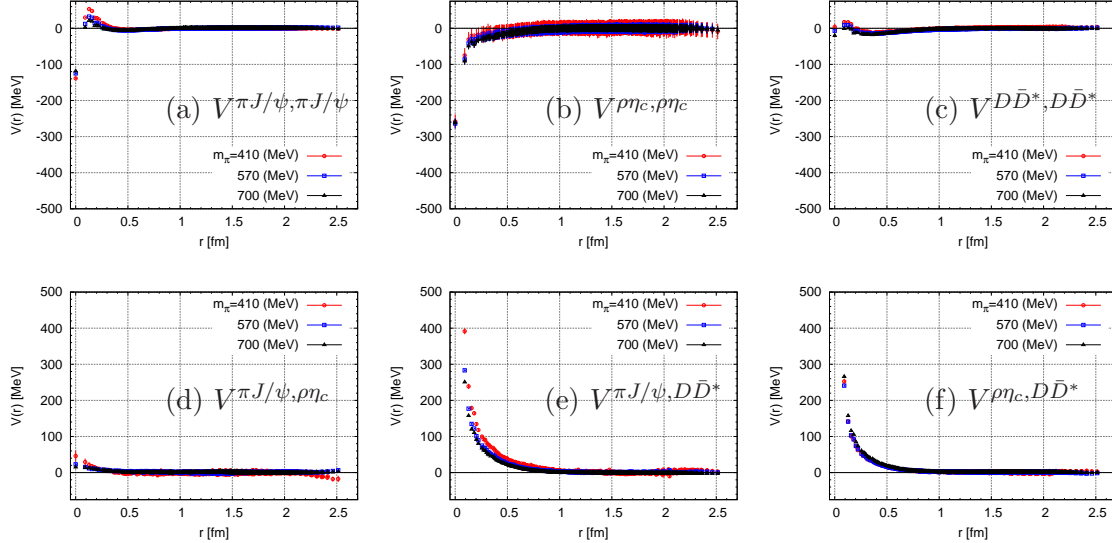 100
0
-100
-200
-300
-400
-500
V(r) [MeV]
(a) V^{πJ/ψ,πJ/ψ}
m_π=410 (MeV)
570 (MeV)
700 (MeV)
0 0.5 1 1.5 2 2.5
r [fm]
100
0
-100
-200
-300
-400
-500
V(r) [MeV]
(b) V^{ρη_c,ρη_c}
m_π=410 (MeV)
570 (MeV)
700 (MeV)
0 0.5 1 1.5 2 2.5
r [fm]
100
0
-100
-200
-300
-400
-500
V(r) [MeV]
(c) V^{DD̄*,DD̄*}
m_π=410 (MeV)
570 (MeV)
700 (MeV)
0 0.5 1 1.5 2 2.5
r [fm]
500
400
300
200
100
0
V(r) [MeV]
m_π=410 (MeV)
570 (MeV)
700 (MeV)
(d) V^{πJ/ψ,ρη_c}
0 0.5 1 1.5 2 2.5
r [fm]
500
400
300
200
100
0
V(r) [MeV]
m_π=410 (MeV)
570 (MeV)
700 (MeV)
(e) V^{πJ/ψ,DD̄*}
0 0.5 1 1.5 2 2.5
r [fm]
500
400
300
200
100
0
V(r) [MeV]
m_π=410 (MeV)
570 (MeV)
700 (MeV)
(f) V^{ρη_c,DD̄*}
0 0.5 1 1.5 2 2.5
r [fm]